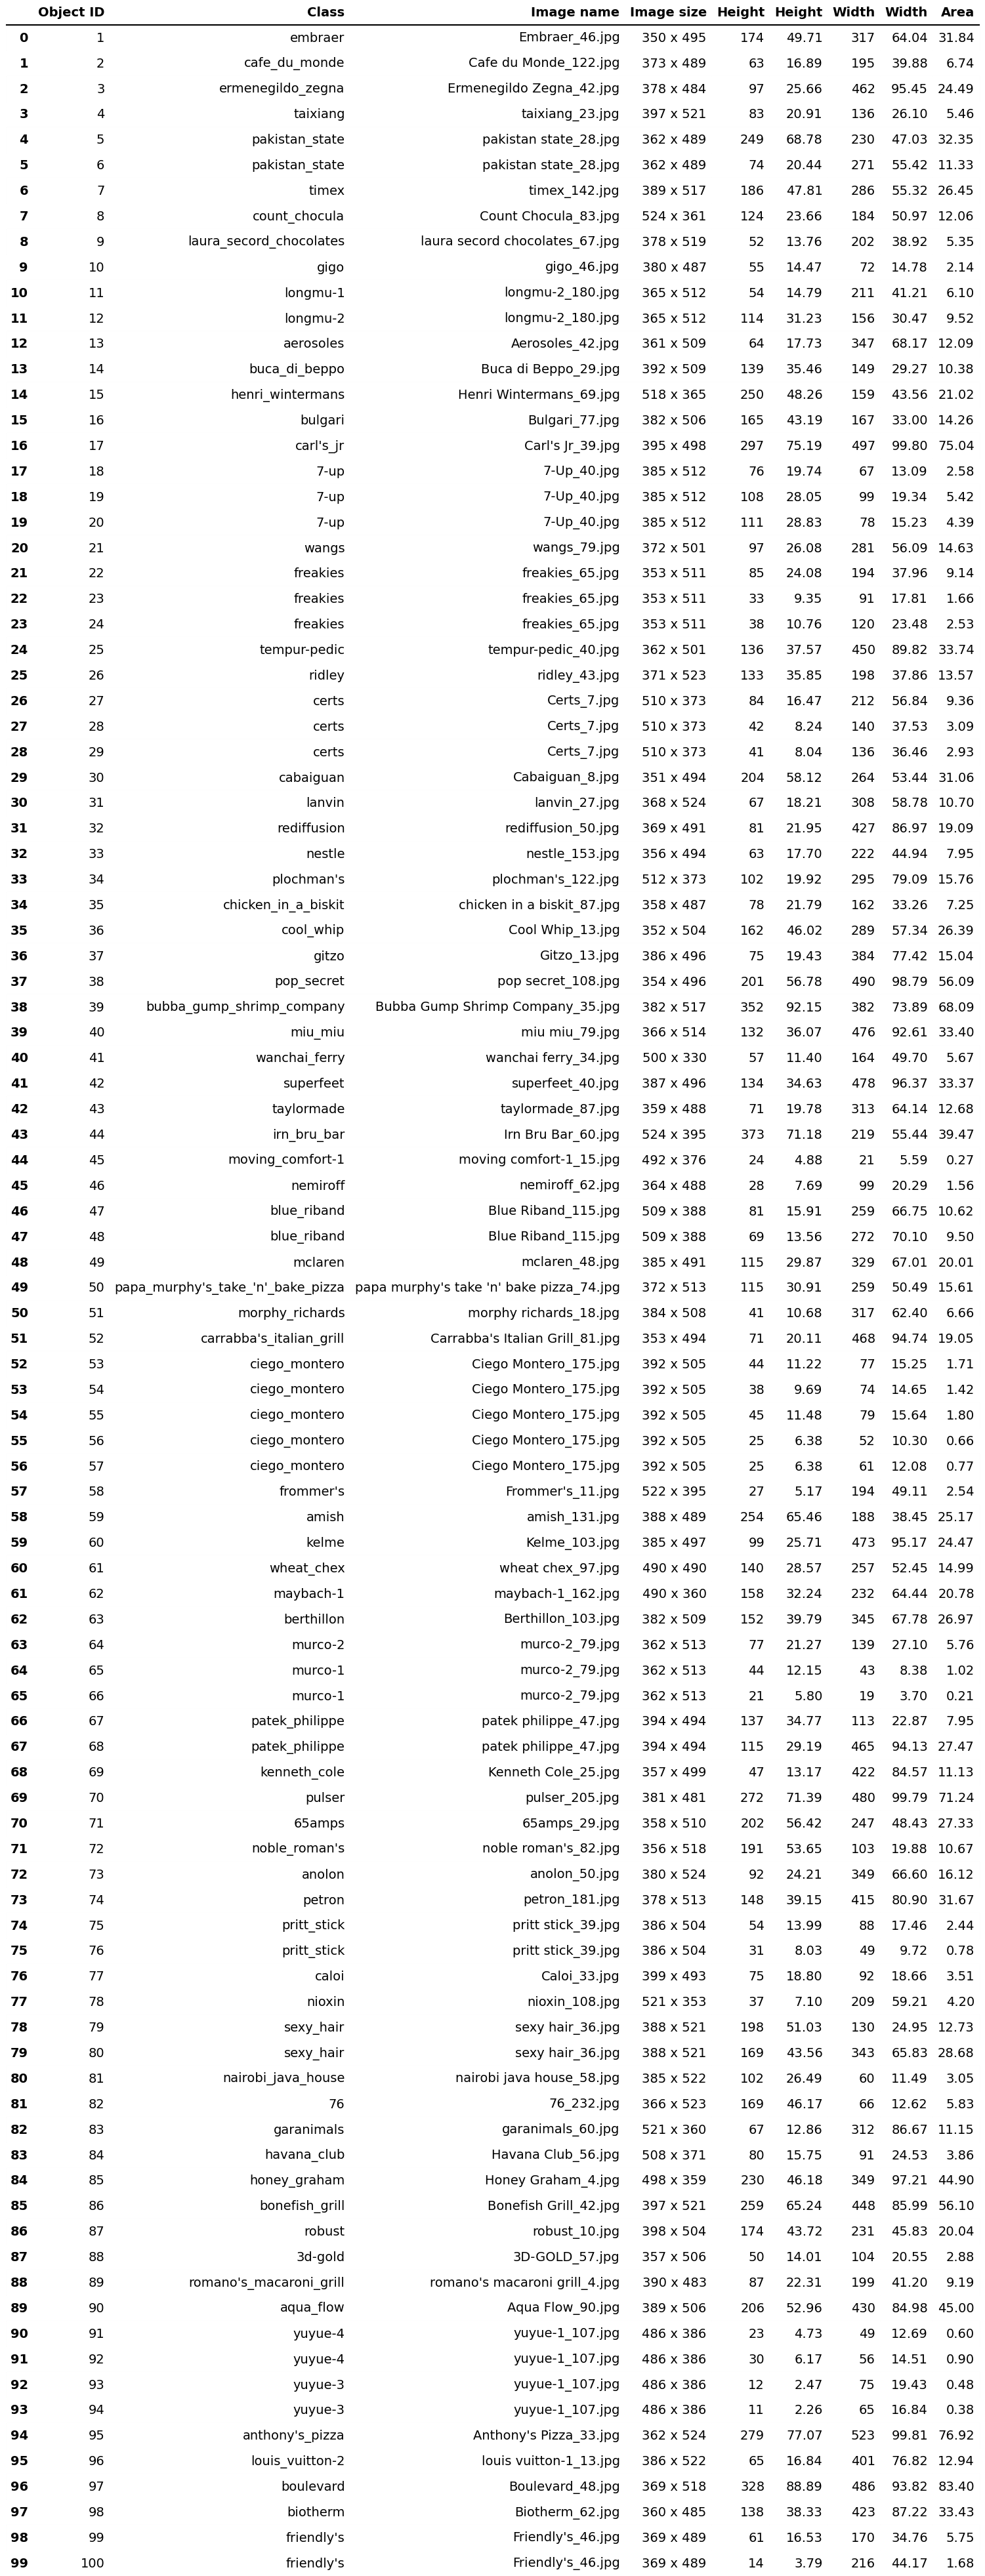 Object ID Class Image name Image size Height Height Width Width Area
0 1 embraer Embraer_46.jpg 350 x 495 174 49.71 317 64.04 31.84
1 2 cafe_du_monde Cafe du Monde_122.jpg 373 x 489 63 16.89 195 39.88 6.74
2 3 ermenegildo_zegna Ermenegildo Zegna_42.jpg 378 x 484 97 25.66 462 95.45 24.49
3 4 taixiang taixiang_23.jpg 397 x 521 83 20.91 136 26.10 5.46
4 5 pakistan_state pakistan state_28.jpg 362 x 489 249 68.78 230 47.03 32.35
5 6 pakistan_state pakistan state_28.jpg 362 x 489 74 20.44 271 55.42 11.33
6 7 timex timex_142.jpg 389 x 517 186 47.81 286 55.32 26.45
7 8 count_chocula Count Chocula_83.jpg 524 x 361 124 23.66 184 50.97 12.06
8 9 laura_secord_chocolates laura secord chocolates_67.jpg 378 x 519 52 13.76 202 38.92 5.35
9 10 gigo gigo_46.jpg 380 x 487 55 14.47 72 14.78 2.14
10 11 longmu-1 longmu-2_180.jpg 365 x 512 54 14.79 211 41.21 6.10
11 12 longmu-2 longmu-2_180.jpg 365 x 512 114 31.23 156 30.47 9.52
12 13 aerosoles Aerosoles_42.jpg 361 x 509 64 17.73 347 68.17 12.09
13 14 buca_di_beppo Buca di Beppo_29.jpg 392 x 509 139 35.46 149 29.27 10.38
14 15 henri_wintermans Henri Wintermans_69.jpg 518 x 365 250 48.26 159 43.56 21.02
15 16 bulgari Bulgari_77.jpg 382 x 506 165 43.19 167 33.00 14.26
16 17 carl's_jr Carl's Jr_39.jpg 395 x 498 297 75.19 497 99.80 75.04
17 18 7-up 7-Up_40.jpg 385 x 512 76 19.74 67 13.09 2.58
18 19 7-up 7-Up_40.jpg 385 x 512 108 28.05 99 19.34 5.42
19 20 7-up 7-Up_40.jpg 385 x 512 111 28.83 78 15.23 4.39
20 21 wangs wangs_79.jpg 372 x 501 97 26.08 281 56.09 14.63
21 22 freakies freakies_65.jpg 353 x 511 85 24.08 194 37.96 9.14
22 23 freakies freakies_65.jpg 353 x 511 33 9.35 91 17.81 1.66
23 24 freakies freakies_65.jpg 353 x 511 38 10.76 120 23.48 2.53
24 25 tempur-pedic tempur-pedic_40.jpg 362 x 501 136 37.57 450 89.82 33.74
25 26 ridley ridley_43.jpg 371 x 523 133 35.85 198 37.86 13.57
26 27 certs Certs_7.jpg 510 x 373 84 16.47 212 56.84 9.36
27 28 certs Certs_7.jpg 510 x 373 42 8.24 140 37.53 3.09
28 29 certs Certs_7.jpg 510 x 373 41 8.04 136 36.46 2.93
29 30 cabaiguan Cabaiguan_8.jpg 351 x 494 204 58.12 264 53.44 31.06
30 31 lanvin lanvin_27.jpg 368 x 524 67 18.21 308 58.78 10.70
31 32 rediffusion rediffusion_50.jpg 369 x 491 81 21.95 427 86.97 19.09
32 33 nestle nestle_153.jpg 356 x 494 63 17.70 222 44.94 7.95
33 34 plochman's plochman's_122.jpg 512 x 373 102 19.92 295 79.09 15.76
34 35 chicken_in_a_biskit chicken in a biskit_87.jpg 358 x 487 78 21.79 162 33.26 7.25
35 36 cool_whip Cool Whip_13.jpg 352 x 504 162 46.02 289 57.34 26.39
36 37 gitzo Gitzo_13.jpg 386 x 496 75 19.43 384 77.42 15.04
37 38 pop_secret pop secret_108.jpg 354 x 496 201 56.78 490 98.79 56.09
38 39 bubba_gump_shrimp_company Bubba Gump Shrimp Company_35.jpg 382 x 517 352 92.15 382 73.89 68.09
39 40 miu_miu miu miu_79.jpg 366 x 514 132 36.07 476 92.61 33.40
40 41 wanchai_ferry wanchai ferry_34.jpg 500 x 330 57 11.40 164 49.70 5.67
41 42 superfeet superfeet_40.jpg 387 x 496 134 34.63 478 96.37 33.37
42 43 taylormade taylormade_87.jpg 359 x 488 71 19.78 313 64.14 12.68
43 44 irn_bru_bar Irn Bru Bar_60.jpg 524 x 395 373 71.18 219 55.44 39.47
44 45 moving_comfort-1 moving comfort-1_15.jpg 492 x 376 24 4.88 21 5.59 0.27
45 46 nemiroff nemiroff_62.jpg 364 x 488 28 7.69 99 20.29 1.56
46 47 blue_riband Blue Riband_115.jpg 509 x 388 81 15.91 259 66.75 10.62
47 48 blue_riband Blue Riband_115.jpg 509 x 388 69 13.56 272 70.10 9.50
48 49 mclaren mclaren_48.jpg 385 x 491 115 29.87 329 67.01 20.01
49 50 papa_murphy's_take_'n'_bake_pizza papa murphy's take 'n' bake pizza_74.jpg 372 x 513 115 30.91 259 50.49 15.61
50 51 morphy_richards morphy richards_18.jpg 384 x 508 41 10.68 317 62.40 6.66
51 52 carrabba's_italian_grill Carrabba's Italian Grill_81.jpg 353 x 494 71 20.11 468 94.74 19.05
52 53 ciego_montero Ciego Montero_175.jpg 392 x 505 44 11.22 77 15.25 1.71
53 54 ciego_montero Ciego Montero_175.jpg 392 x 505 38 9.69 74 14.65 1.42
54 55 ciego_montero Ciego Montero_175.jpg 392 x 505 45 11.48 79 15.64 1.80
55 56 ciego_montero Ciego Montero_175.jpg 392 x 505 25 6.38 52 10.30 0.66
56 57 ciego_montero Ciego Montero_175.jpg 392 x 505 25 6.38 61 12.08 0.77
57 58 frommer's Frommer's_11.jpg 522 x 395 27 5.17 194 49.11 2.54
58 59 amish amish_131.jpg 388 x 489 254 65.46 188 38.45 25.17
59 60 kelme Kelme_103.jpg 385 x 497 99 25.71 473 95.17 24.47
60 61 wheat_chex wheat chex_97.jpg 490 x 490 140 28.57 257 52.45 14.99
61 62 maybach-1 maybach-1_162.jpg 490 x 360 158 32.24 232 64.44 20.78
62 63 berthillon Berthillon_103.jpg 382 x 509 152 39.79 345 67.78 26.97
63 64 murco-2 murco-2_79.jpg 362 x 513 77 21.27 139 27.10 5.76
64 65 murco-1 murco-2_79.jpg 362 x 513 44 12.15 43 8.38 1.02
65 66 murco-1 murco-2_79.jpg 362 x 513 21 5.80 19 3.70 0.21
66 67 patek_philippe patek philippe_47.jpg 394 x 494 137 34.77 113 22.87 7.95
67 68 patek_philippe patek philippe_47.jpg 394 x 494 115 29.19 465 94.13 27.47
68 69 kenneth_cole Kenneth Cole_25.jpg 357 x 499 47 13.17 422 84.57 11.13
69 70 pulser pulser_205.jpg 381 x 481 272 71.39 480 99.79 71.24
70 71 65amps 65amps_29.jpg 358 x 510 202 56.42 247 48.43 27.33
71 72 noble_roman's noble roman's_82.jpg 356 x 518 191 53.65 103 19.88 10.67
72 73 anolon anolon_50.jpg 380 x 524 92 24.21 349 66.60 16.12
73 74 petron petron_181.jpg 378 x 513 148 39.15 415 80.90 31.67
74 75 pritt_stick pritt stick_39.jpg 386 x 504 54 13.99 88 17.46 2.44
75 76 pritt_stick pritt stick_39.jpg 386 x 504 31 8.03 49 9.72 0.78
76 77 caloi Caloi_33.jpg 399 x 493 75 18.80 92 18.66 3.51
77 78 nioxin nioxin_108.jpg 521 x 353 37 7.10 209 59.21 4.20
78 79 sexy_hair sexy hair_36.jpg 388 x 521 198 51.03 130 24.95 12.73
79 80 sexy_hair sexy hair_36.jpg 388 x 521 169 43.56 343 65.83 28.68
80 81 nairobi_java_house nairobi java house_58.jpg 385 x 522 102 26.49 60 11.49 3.05
81 82 76 76_232.jpg 366 x 523 169 46.17 66 12.62 5.83
82 83 garanimals garanimals_60.jpg 521 x 360 67 12.86 312 86.67 11.15
83 84 havana_club Havana Club_56.jpg 508 x 371 80 15.75 91 24.53 3.86
84 85 honey_graham Honey Graham_4.jpg 498 x 359 230 46.18 349 97.21 44.90
85 86 bonefish_grill Bonefish Grill_42.jpg 397 x 521 259 65.24 448 85.99 56.10
86 87 robust robust_10.jpg 398 x 504 174 43.72 231 45.83 20.04
87 88 3d-gold 3D-GOLD_57.jpg 357 x 506 50 14.01 104 20.55 2.88
88 89 romano's_macaroni_grill romano's macaroni grill_4.jpg 390 x 483 87 22.31 199 41.20 9.19
89 90 aqua_flow Aqua Flow_90.jpg 389 x 506 206 52.96 430 84.98 45.00
90 91 yuyue-4 yuyue-1_107.jpg 486 x 386 23 4.73 49 12.69 0.60
91 92 yuyue-4 yuyue-1_107.jpg 486 x 386 30 6.17 56 14.51 0.90
92 93 yuyue-3 yuyue-1_107.jpg 486 x 386 12 2.47 75 19.43 0.48
93 94 yuyue-3 yuyue-1_107.jpg 486 x 386 11 2.26 65 16.84 0.38
94 95 anthony's_pizza Anthony's Pizza_33.jpg 362 x 524 279 77.07 523 99.81 76.92
95 96 louis_vuitton-2 louis vuitton-1_13.jpg 386 x 522 65 16.84 401 76.82 12.94
96 97 boulevard Boulevard_48.jpg 369 x 518 328 88.89 486 93.82 83.40
97 98 biotherm Biotherm_62.jpg 360 x 485 138 38.33 423 87.22 33.43
98 99 friendly's Friendly's_46.jpg 369 x 489 61 16.53 170 34.76 5.75
99 100 friendly's Friendly's_46.jpg 369 x 489 14 3.79 216 44.17 1.68